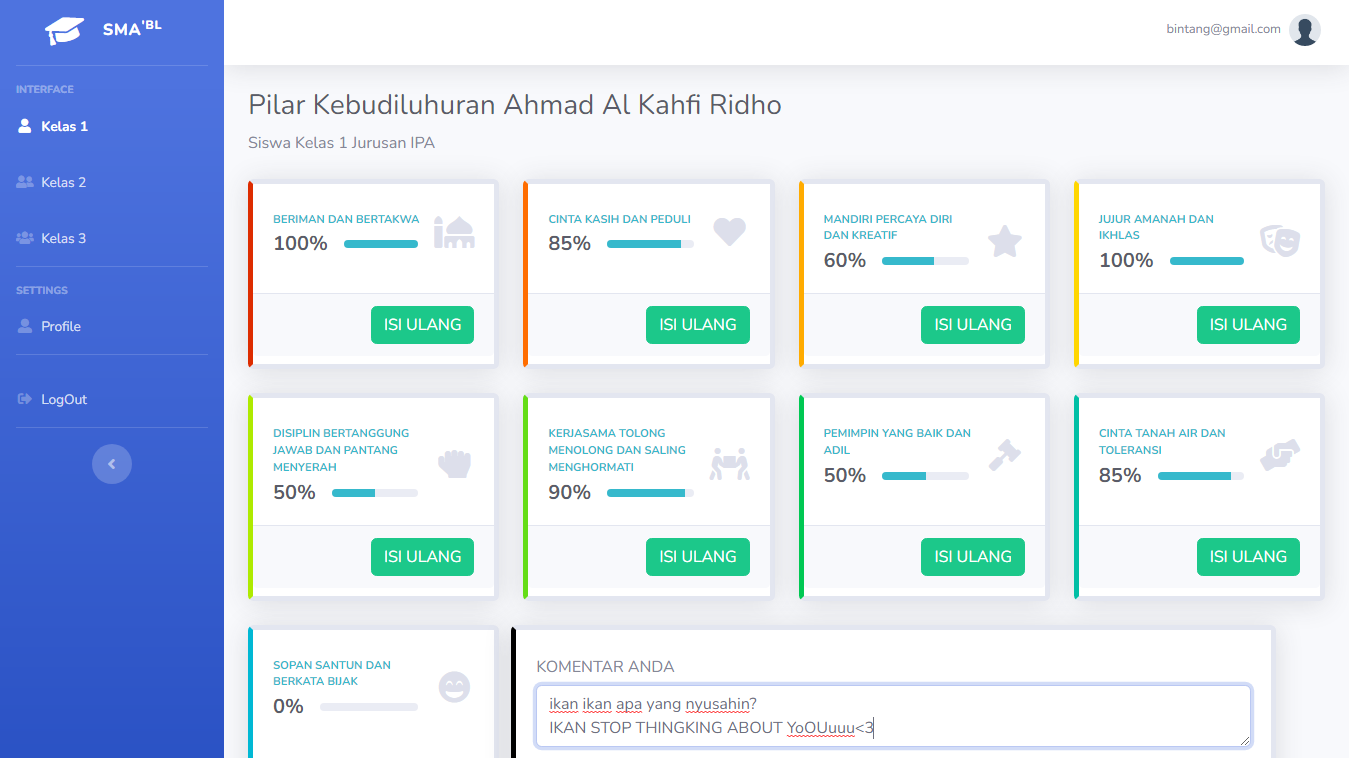 SMA'BL
bintang@gmail.com
INTERFACE
Kelas 1
Kelas 2
Kelas 3
SETTINGS
Profile
LogOut
Pilar Kebudiluhuran Ahmad Al Kahfi Ridho
Siswa Kelas 1 Jurusan IPA
BERIMAN DAN BERTAKWA
100%
ISI ULANG
CINTA KASIH DAN PEDULI
85%
ISI ULANG
MANDIRI PERCAYA DIRI
DAN KREATIF
60%
ISI ULANG
JUJUR AMANAH DAN
IKHLAS
100%
ISI ULANG
DISIPLIN BERTANGGUNG
JAWAB DAN PANTANG
MENYERAH
50%
ISI ULANG
KERJASAMA TOLONG
MENOLONG DAN SALING
MENGHORMATI
90%
ISI ULANG
PEMIMPIN YANG BAIK DAN
ADIL
50%
ISI ULANG
CINTA TANAH AIR DAN
TOLERANSI
85%
ISI ULANG
SOPAN SANTUN DAN
BERKATA BIJAK
0%
KOMENTAR ANDA
ikan ikan apa yang nyusahin?
IKAN STOP THINGKING ABOUT YoOUuuu<3